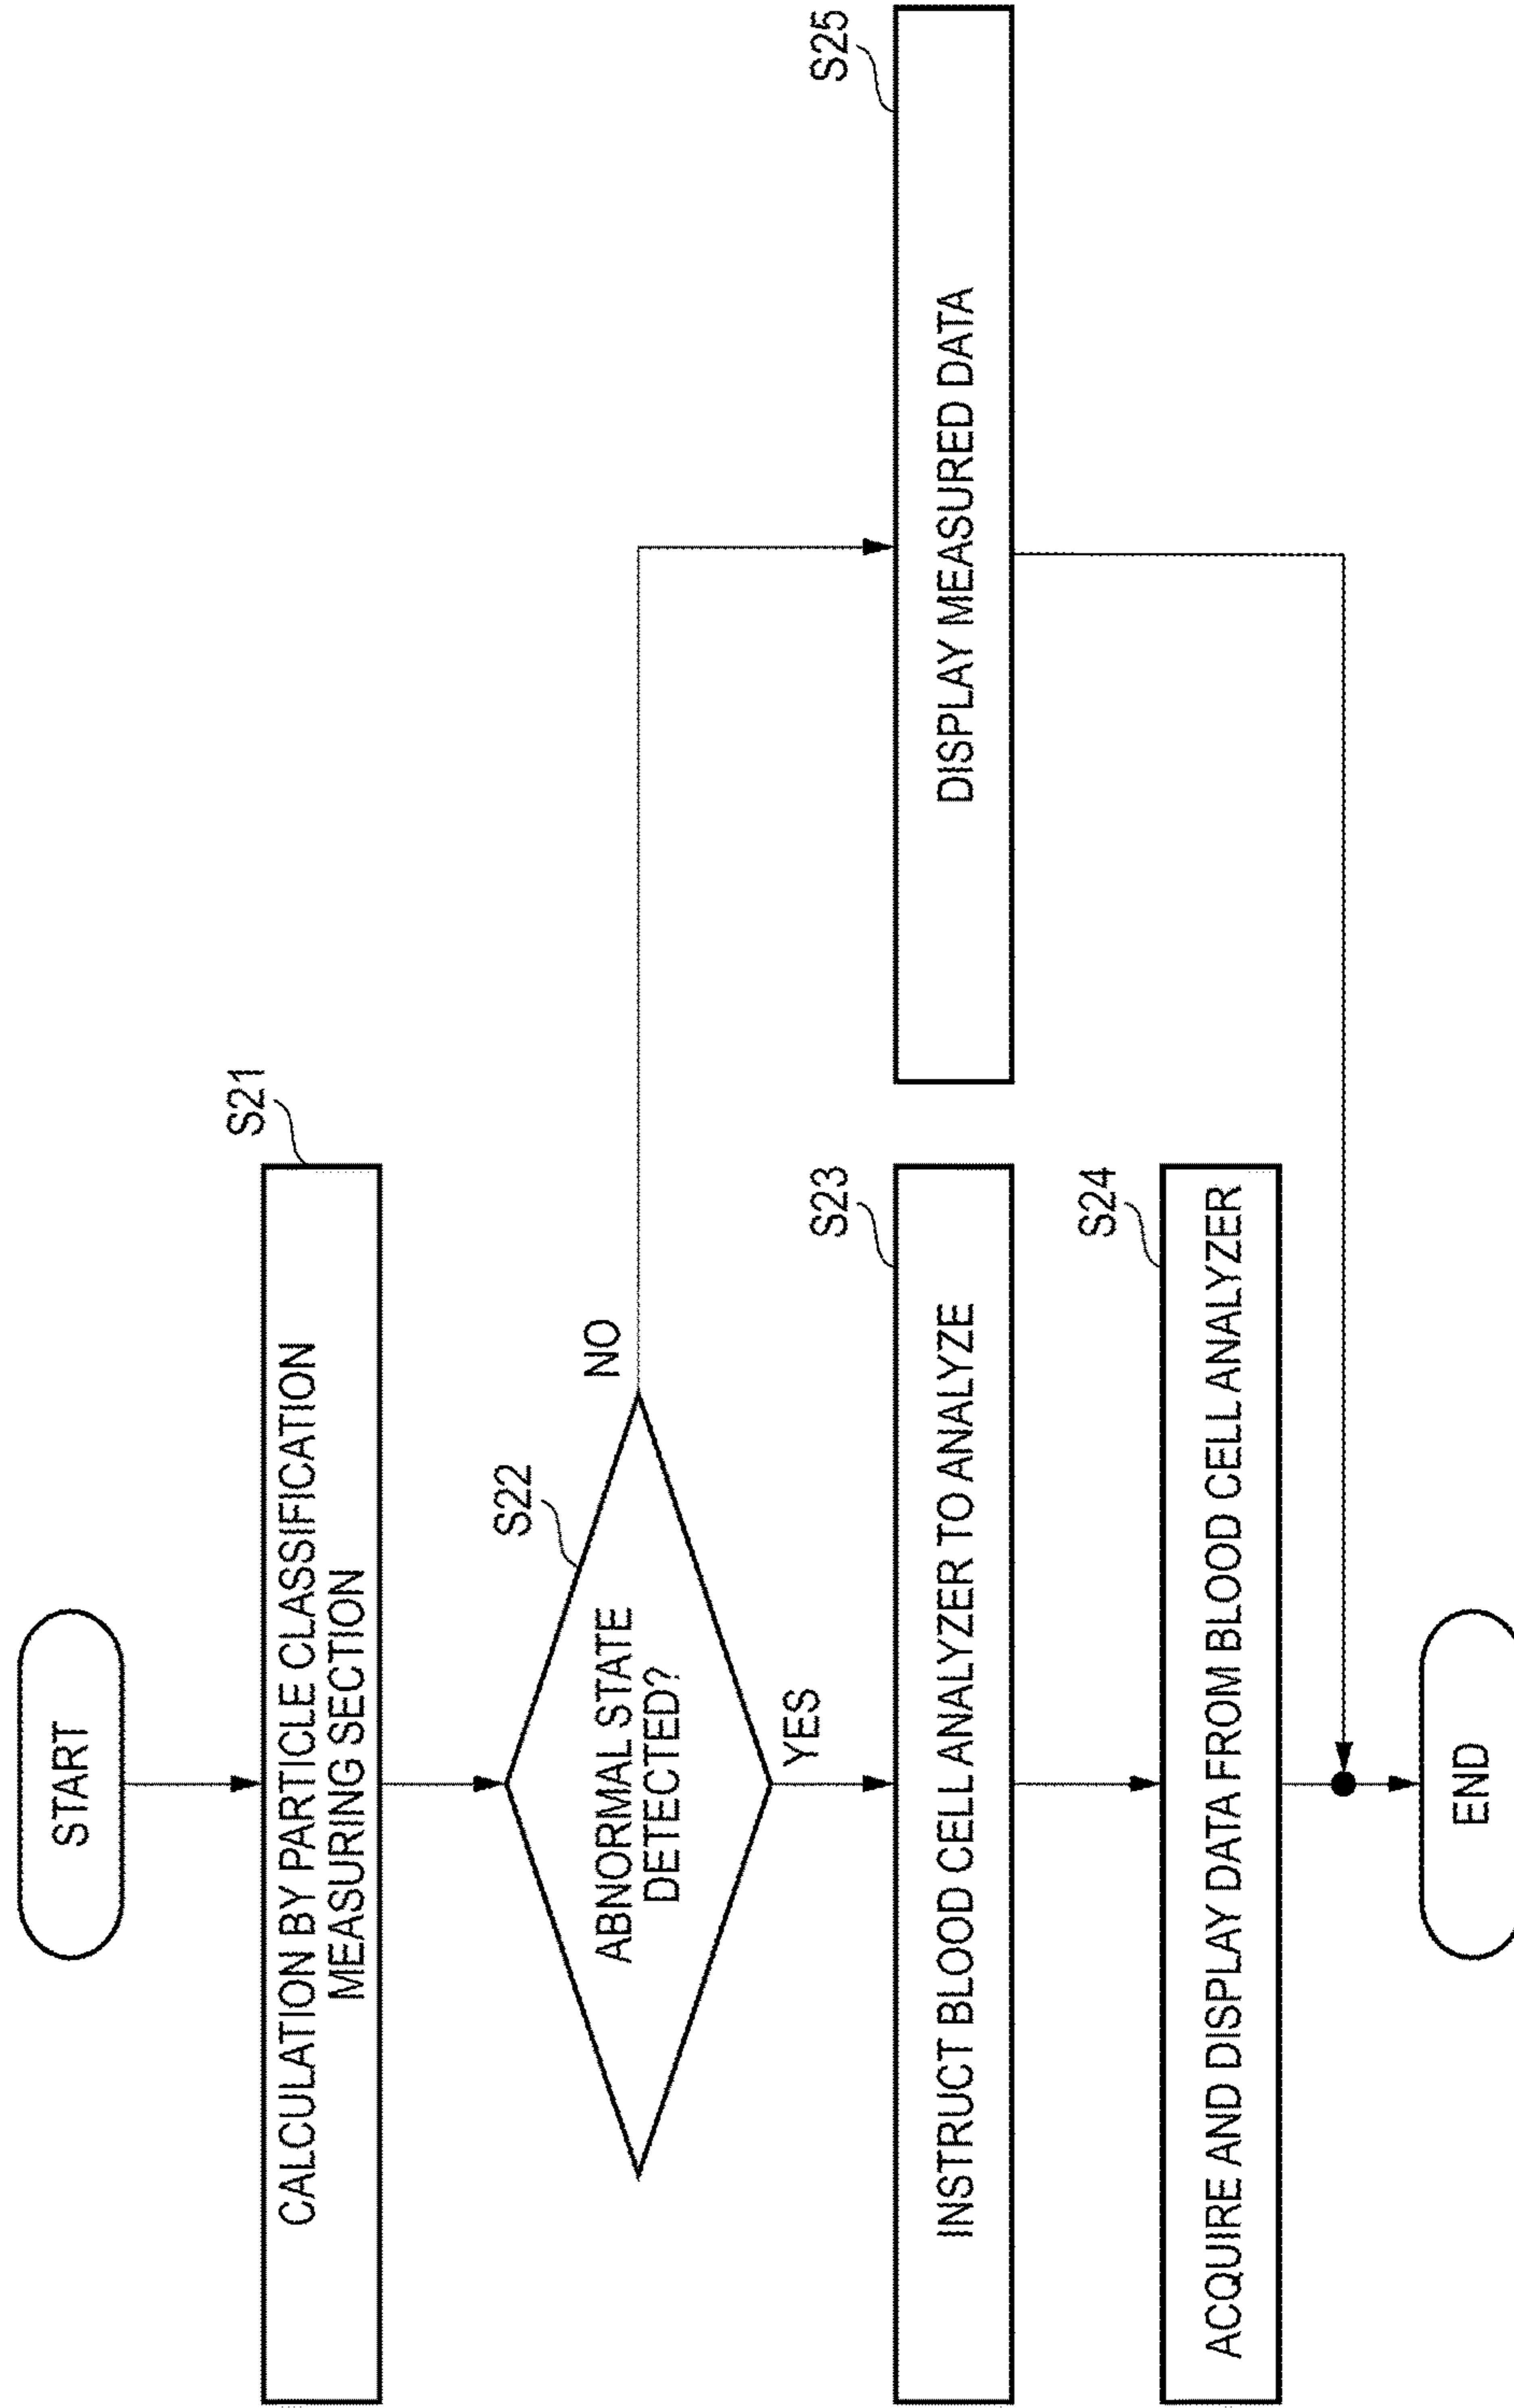 START
S21
CALCULATION BY PARTICLE CLASSIFICATION
MEASURING SECTION
S22
ABNORMAL STATE
DETECTED?
NO
YES
S23
INSTRUCT BLOOD CELL ANALYZER TO ANALYZE
S25
DISPLAY MEASURED DATA
S24
ACQUIRE AND DISPLAY DATA FROM BLOOD CELL ANALYZER
END